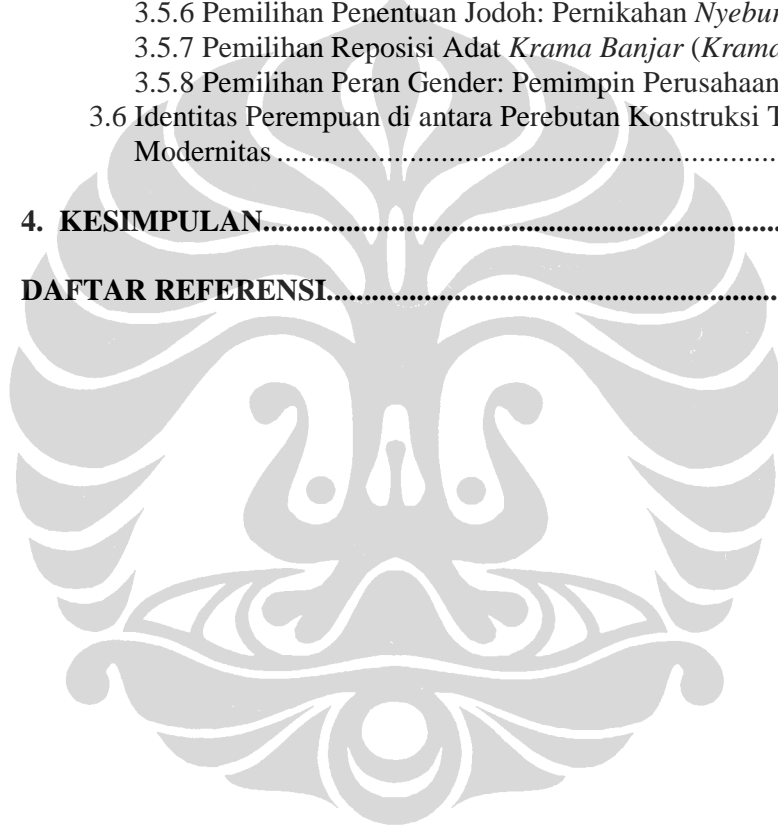 3.5.6 Pemilihan Penentuan Jodoh: Pernikahan
3.5.7 Pemilihan Reposisi Adat Krama Banjar (Krama
3.5.8 Pemilihan Peran Gender: Pemimpin Perusahaan
3.6 Identitas Perempuan di antara Perebutan Konstruksi
Modernitas ............................................................
4. KESIMPULAN............................................................
DAFTAR REFERENSI............................................................